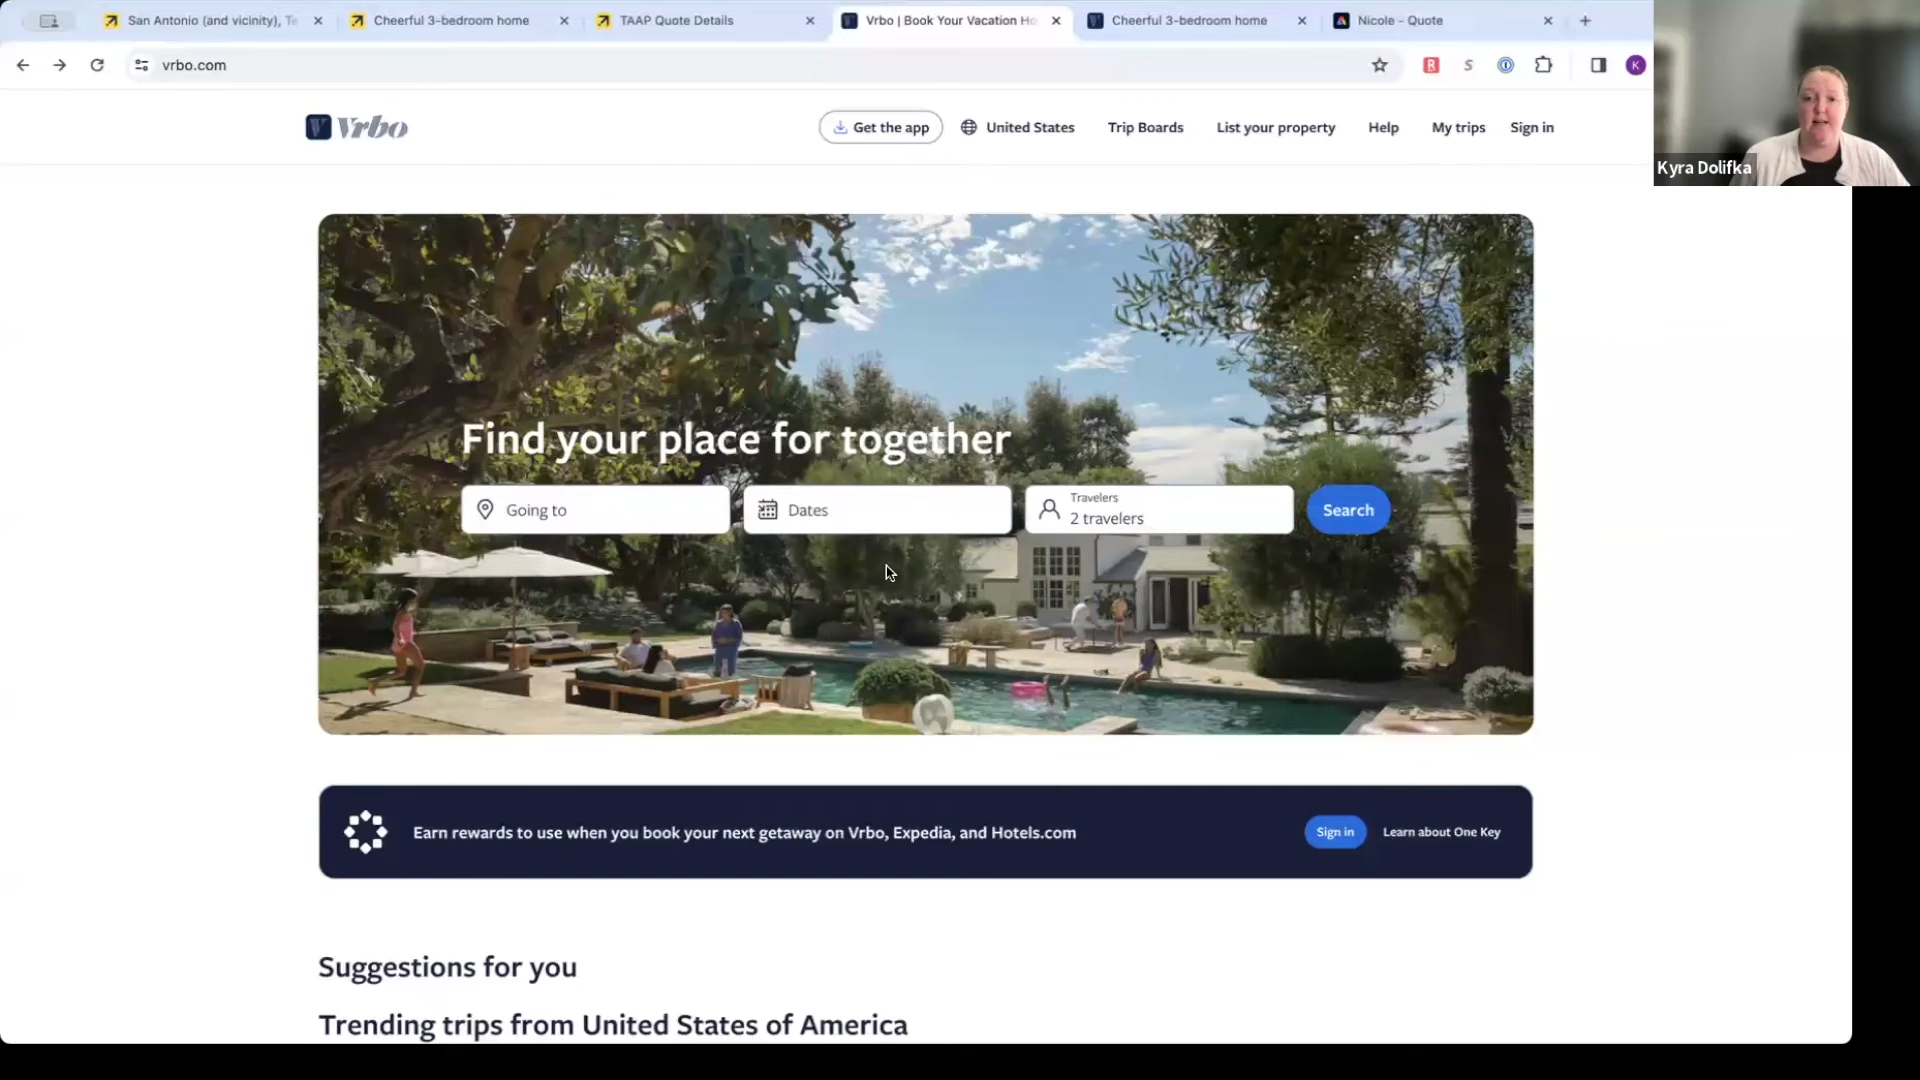 San Antonio (and vicinity), Te
Cheerful 3-bedroom home
TAAP Quote Details
Vrbo | Book Your Vacation Ho
Cheerful 3-bedroom home
Nicole - Quote
vrbo.com
K
Vrbo
Get the app
United States
Trip Boards
List your property
Help
My trips
Sign in
Kyra Dolifka
Find your place for together
Going to
Dates
Travelers
2 travelers
Search
Earn rewards to use when you book your next getaway on Vrbo, Expedia, and Hotels.com
Sign in
Learn about One Key
Suggestions for you
Trending trips from United States of America